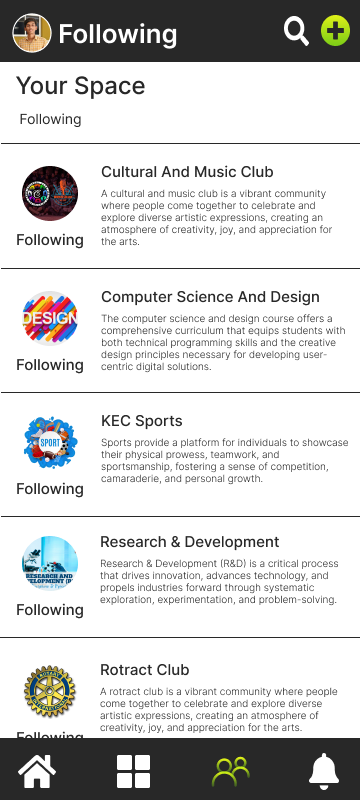 Following
Your Space
Following
Cultural And Music Club
A cultural and music club is a vibrant community
where people come together to celebrate and
explore diverse artistic expressions, creating an
atmosphere of creativity, joy, and appreciation for
the arts.
Following
Computer Science And Design
The computer science and design course offers a
comprehensive curriculum that equips students with
both technical programming skills and the creative
design principles necessary for developing user-
centric digital solutions.
DESIGN
Following
KEC Sports
Sports provide a platform for individuals to showcase
their physical prowess, teamwork, and
sportsmanship, fostering a sense of competition,
camaraderie, and personal growth.
SPORT
Following
Research & Development
Research & Development (R&D) is a critical process
that drives innovation, advances technology, and
propels industries forward through systematic
exploration, experimentation, and problem-solving.
RESEARCH AND
Following
Rotract Club
A rotract club is a vibrant community where people
come together to celebrate and explore diverse
artistic expressions, creating an atmosphere of
creativity, joy, and appreciation for the arts.
ROTARY
Following